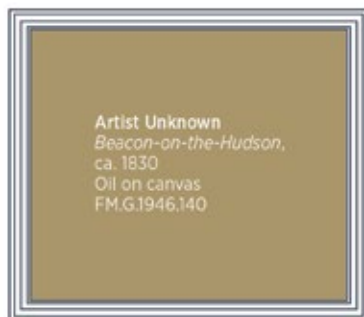 Artist Unknown
Beacon-on-the-Hudson,
ca. 1830
Oil on canvas
FM.G.1946.140